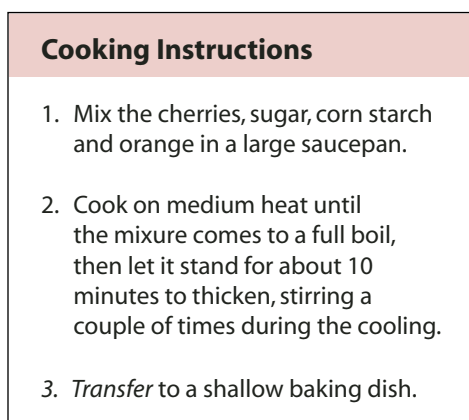 Cooking Instructions
1. Mix the cherries, sugar, corn starch
and orange in a large saucepan.
2. Cook on medium heat until
the mixure comes to a full boil,
then let it stand for about 10
minutes to thicken, stirring a
couple of times during the cooling.
3. Transfer to a shallow baking dish.